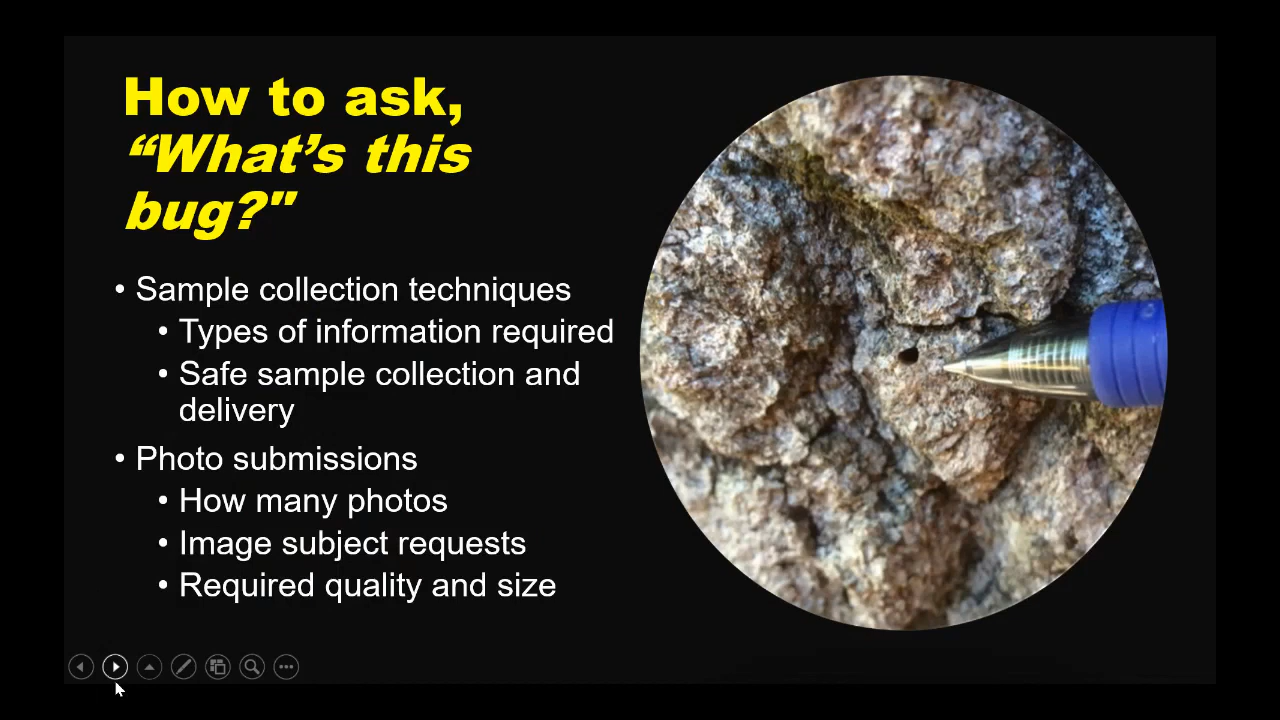 How to ask,
“What’s this
bug?"
• Sample collection techniques
• Types of information required
• Safe sample collection and
delivery
• Photo submissions
• How many photos
• Image subject requests
• Required quality and size